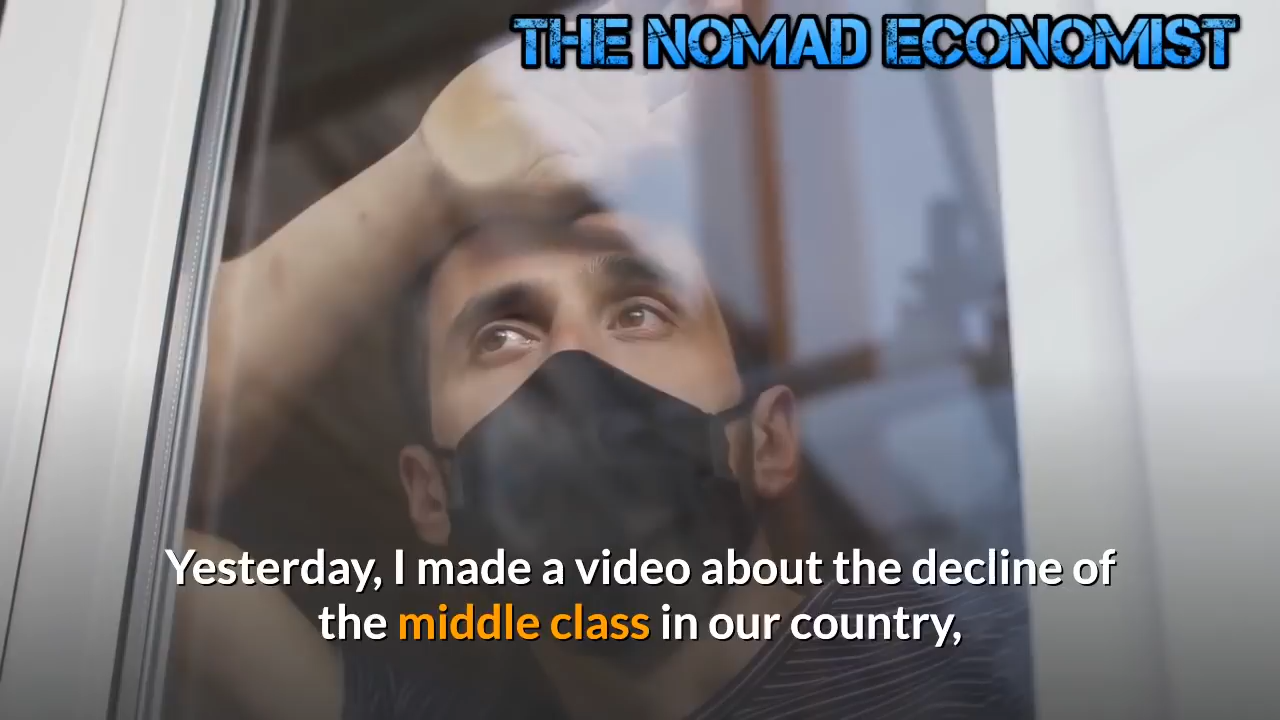 THE NOMAD ECONOMIST
Yesterday, I made a video about the decline of
the middle class in our country,